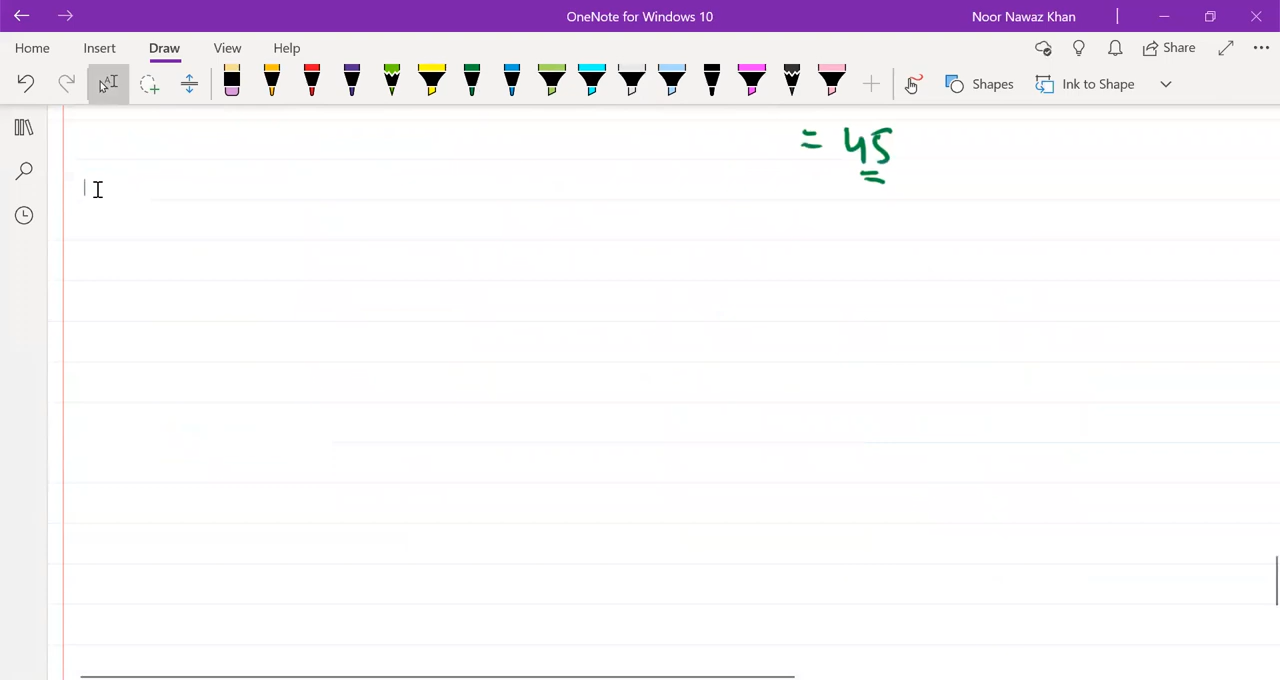 OneNote for Windows 10
Noor Nawaz Khan
Home Insert Draw View Help
Share
Shapes
Ink to Shape
= 45